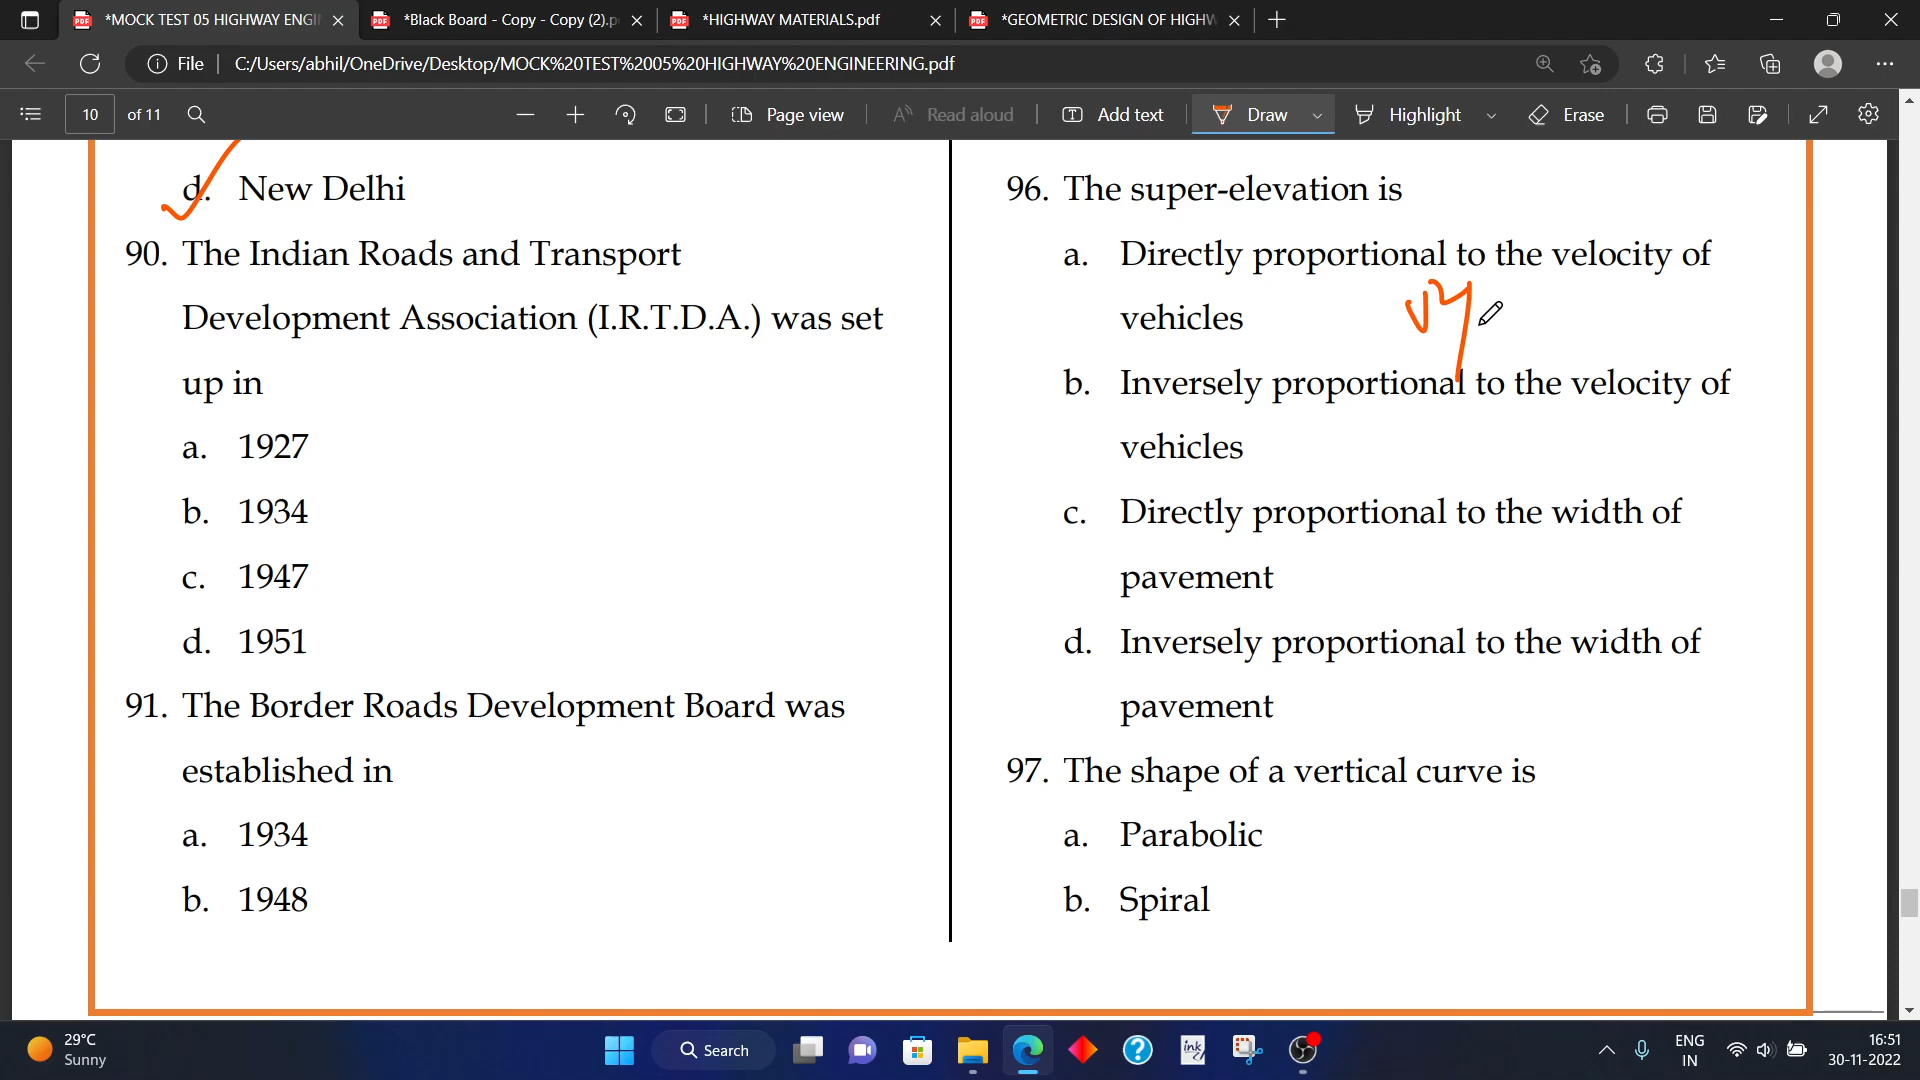 *MOCK TEST 05 HIGHWAY ENGI
*Black Board - Copy - Copy (2).p
*HIGHWAY MATERIALS.pdf
*GEOMETRIC DESIGN OF HIGHW
File
C:/Users/abhil/OneDrive/Desktop/MOCK%20TEST%2005%20HIGHWAY%20ENGINEERING.pdf
10 of 11
Page view
Read aloud
Add text
Draw
Highlight
Erase
d. New Delhi
90. The Indian Roads and Transport
Development Association (I.R.T.D.A.) was set
up in
a. 1927
b. 1934
c. 1947
d. 1951
91. The Border Roads Development Board was
established in
a. 1934
b. 1948
96. The super-elevation is
a. Directly proportional to the velocity of
vehicles
b. Inversely proportional to the velocity of
vehicles
c. Directly proportional to the width of
pavement
d. Inversely proportional to the width of
pavement
97. The shape of a vertical curve is
a. Parabolic
b. Spiral
29°C
Sunny
Search
ink
ENG
IN
16:51
30-11-2022